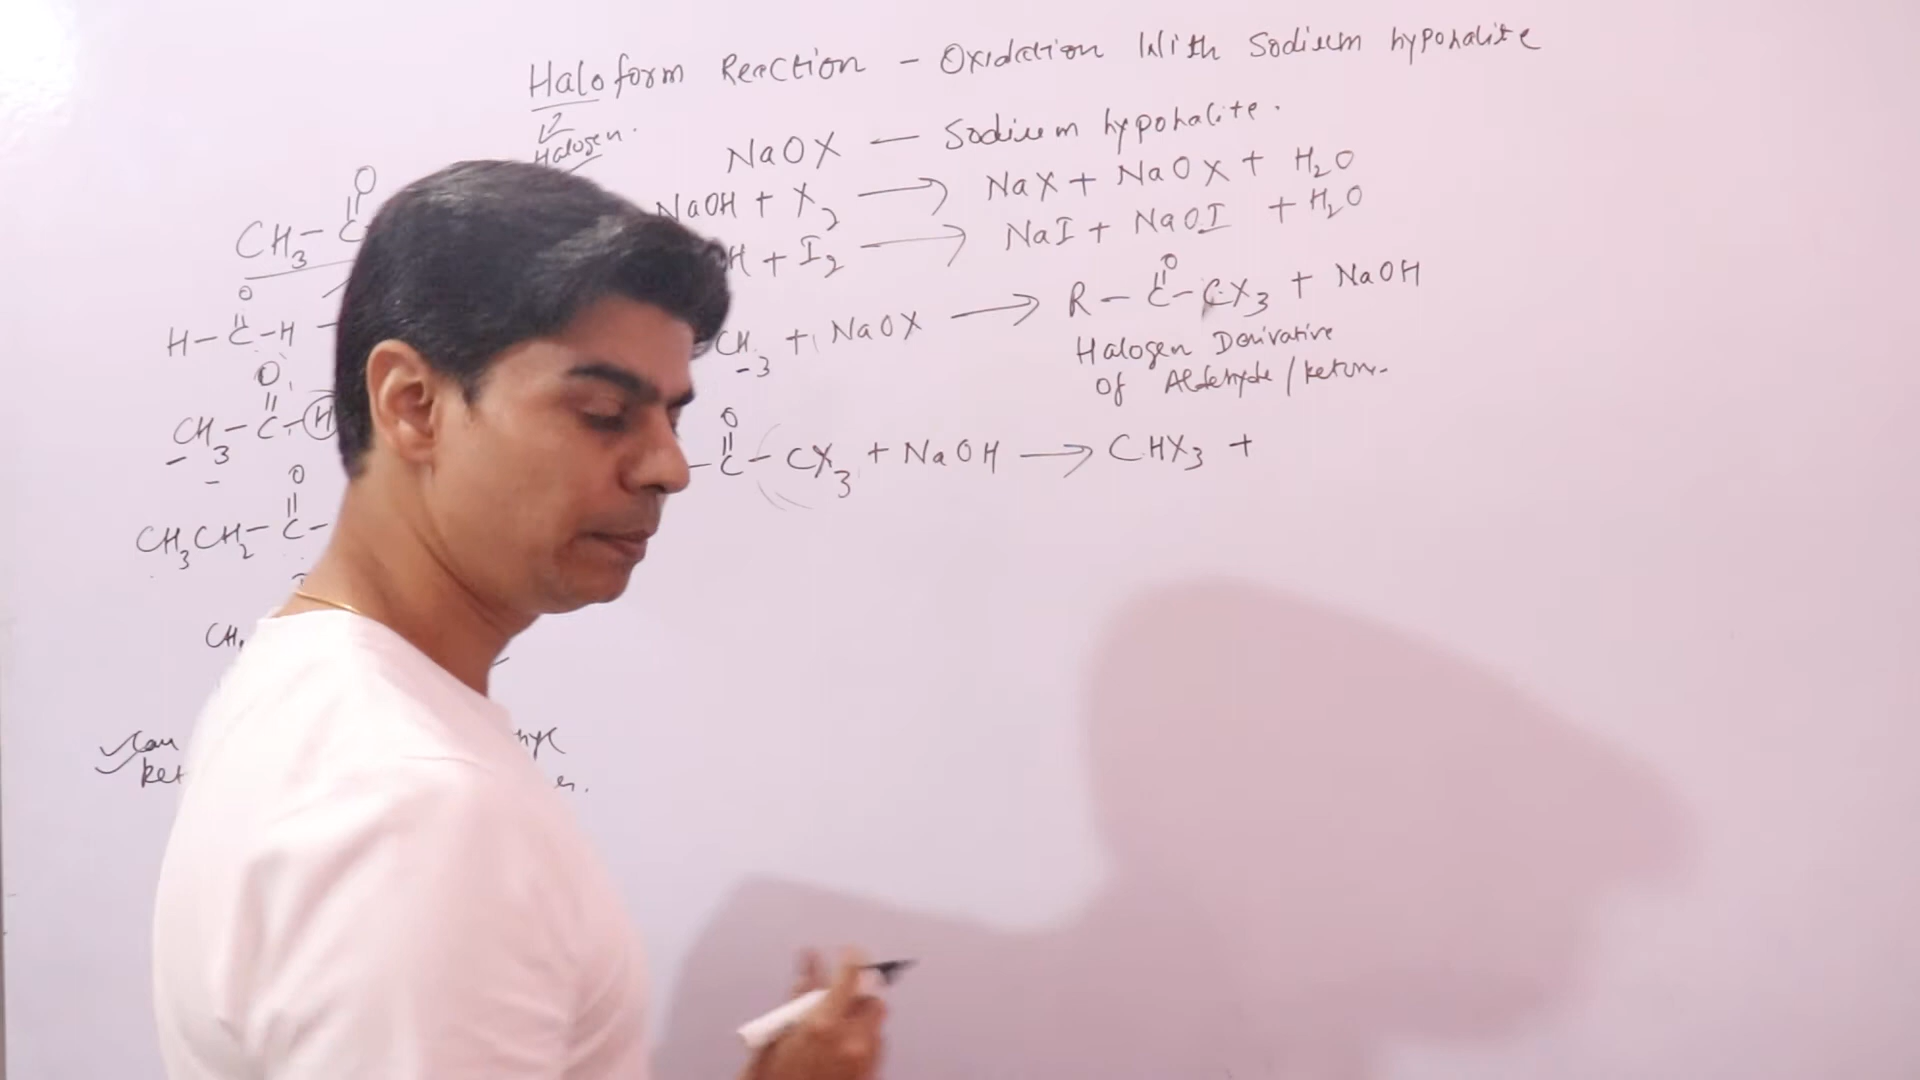 Haloform Reaction – Oxidation With Sodium hypohalite
Halogen.
NaOX — Sodium hypohalite.
NaOH + X2 → NaX + NaOX + H2O
H + I2 → NaI + NaOI + H2O
CH3 + NaOX → R – C – CX3 + NaOH
O
Halogen Derivative
Of Aldehyde / ketone
O
– C – CX3 + NaOH → CHX3 +
O
CH3 – C
O
H – C – H
O
CH3 – C – H
O
CH3CH2 – C –
CH